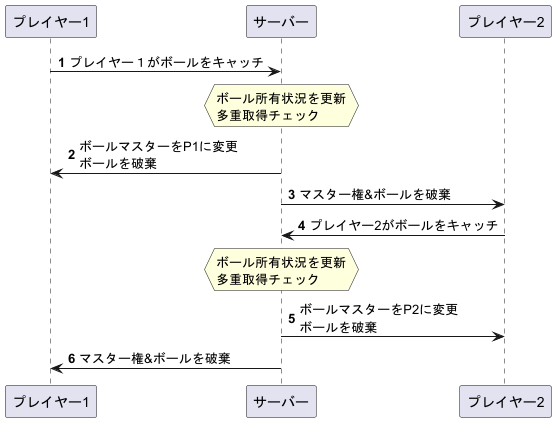 プレイヤー1 サーバー プレイヤー2
1 プレイヤー１がボールをキャッチ
ボール所有状況を更新
多重取得チェック
2 ボールマスターをP1に変更
ボールを破棄
3 マスター権&ボールを破棄
4 プレイヤー2がボールをキャッチ
ボール所有状況を更新
多重取得チェック
5 ボールマスターをP2に変更
ボールを破棄
6 マスター権&ボールを破棄
プレイヤー1 サーバー プレイヤー2